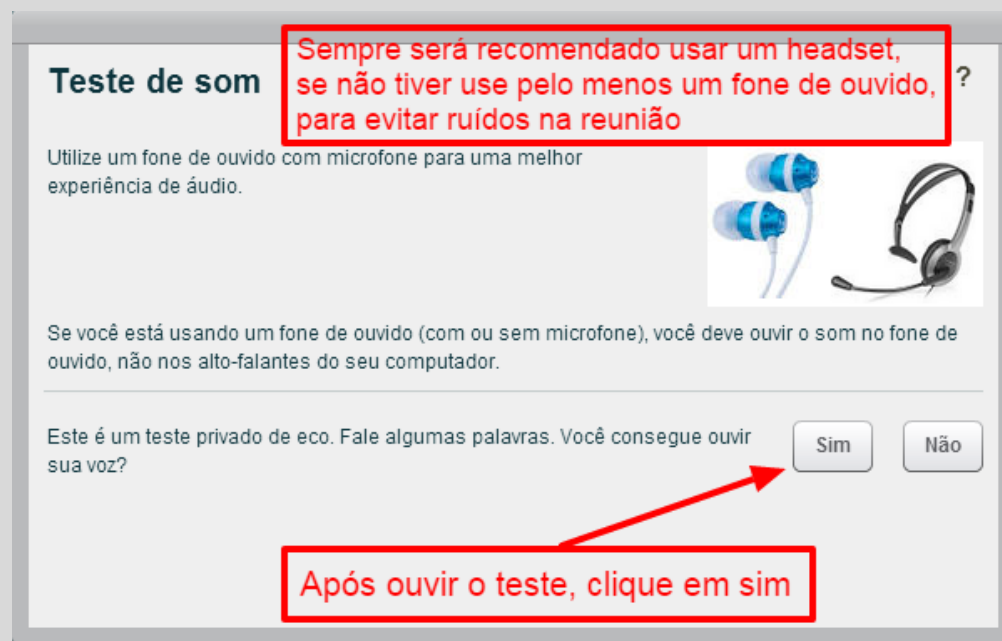 Sempre será recomendado usar um headset,
se não tiver use pelo menos um fone de ouvido,
para evitar ruídos na reunião
Teste de som
?
Utilize um fone de ouvido com microfone para uma melhor
experiência de áudio.
Se você está usando um fone de ouvido (com ou sem microfone), você deve ouvir o som no fone de
ouvido, não nos alto-falantes do seu computador.
Este é um teste privado de eco. Fale algumas palavras. Você consegue ouvir
sua voz?
Sim
Não
Após ouvir o teste, clique em sim